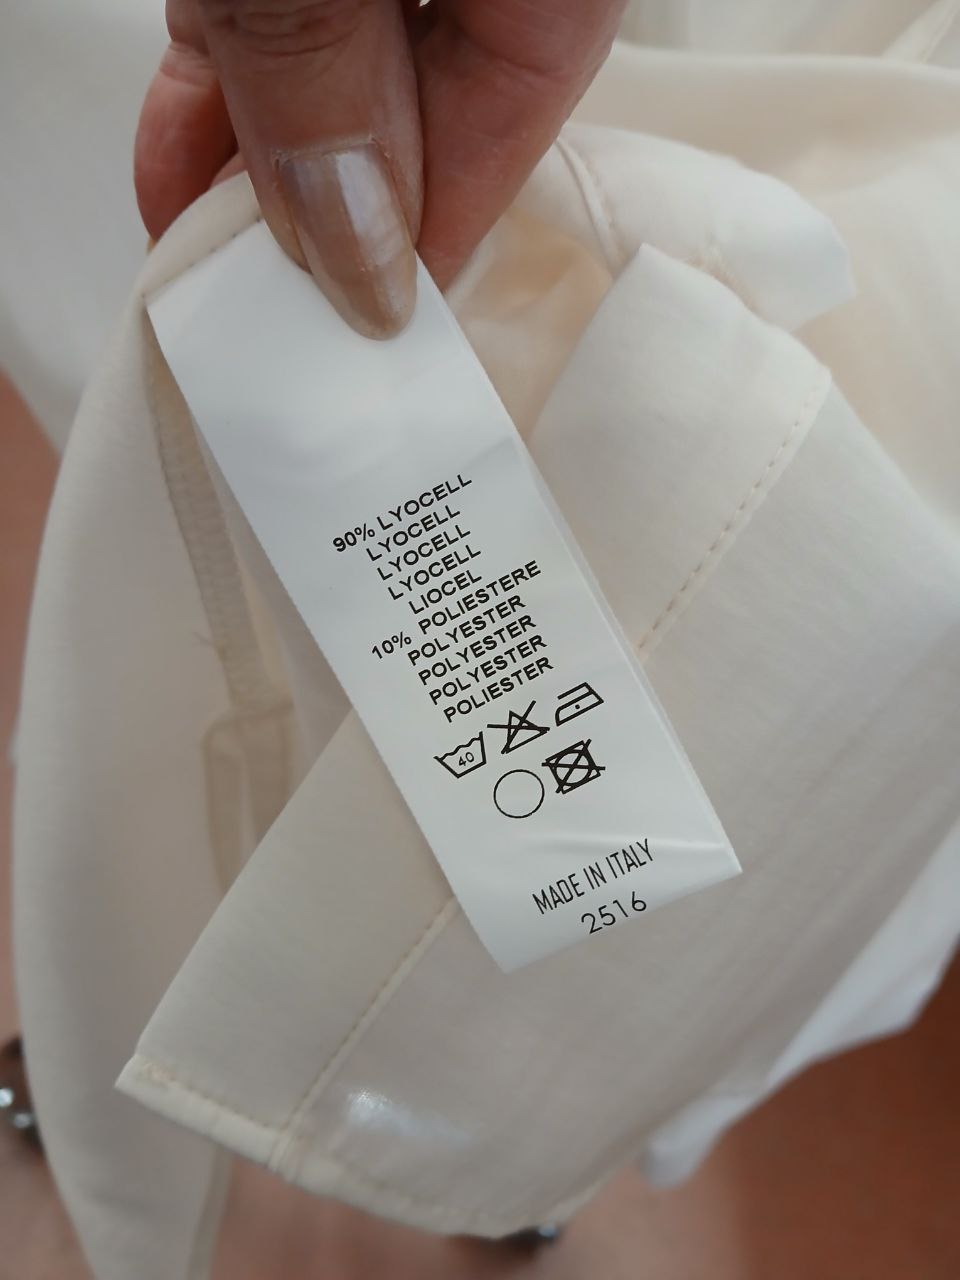 90% LYOCELL
LYOCELL
LYOCELL
LYOCELL
LIOCEL
10% POLIESTERE
POLYESTER
POLYESTER
POLYESTER
POLIESTER
40
MADE IN ITALY
2516